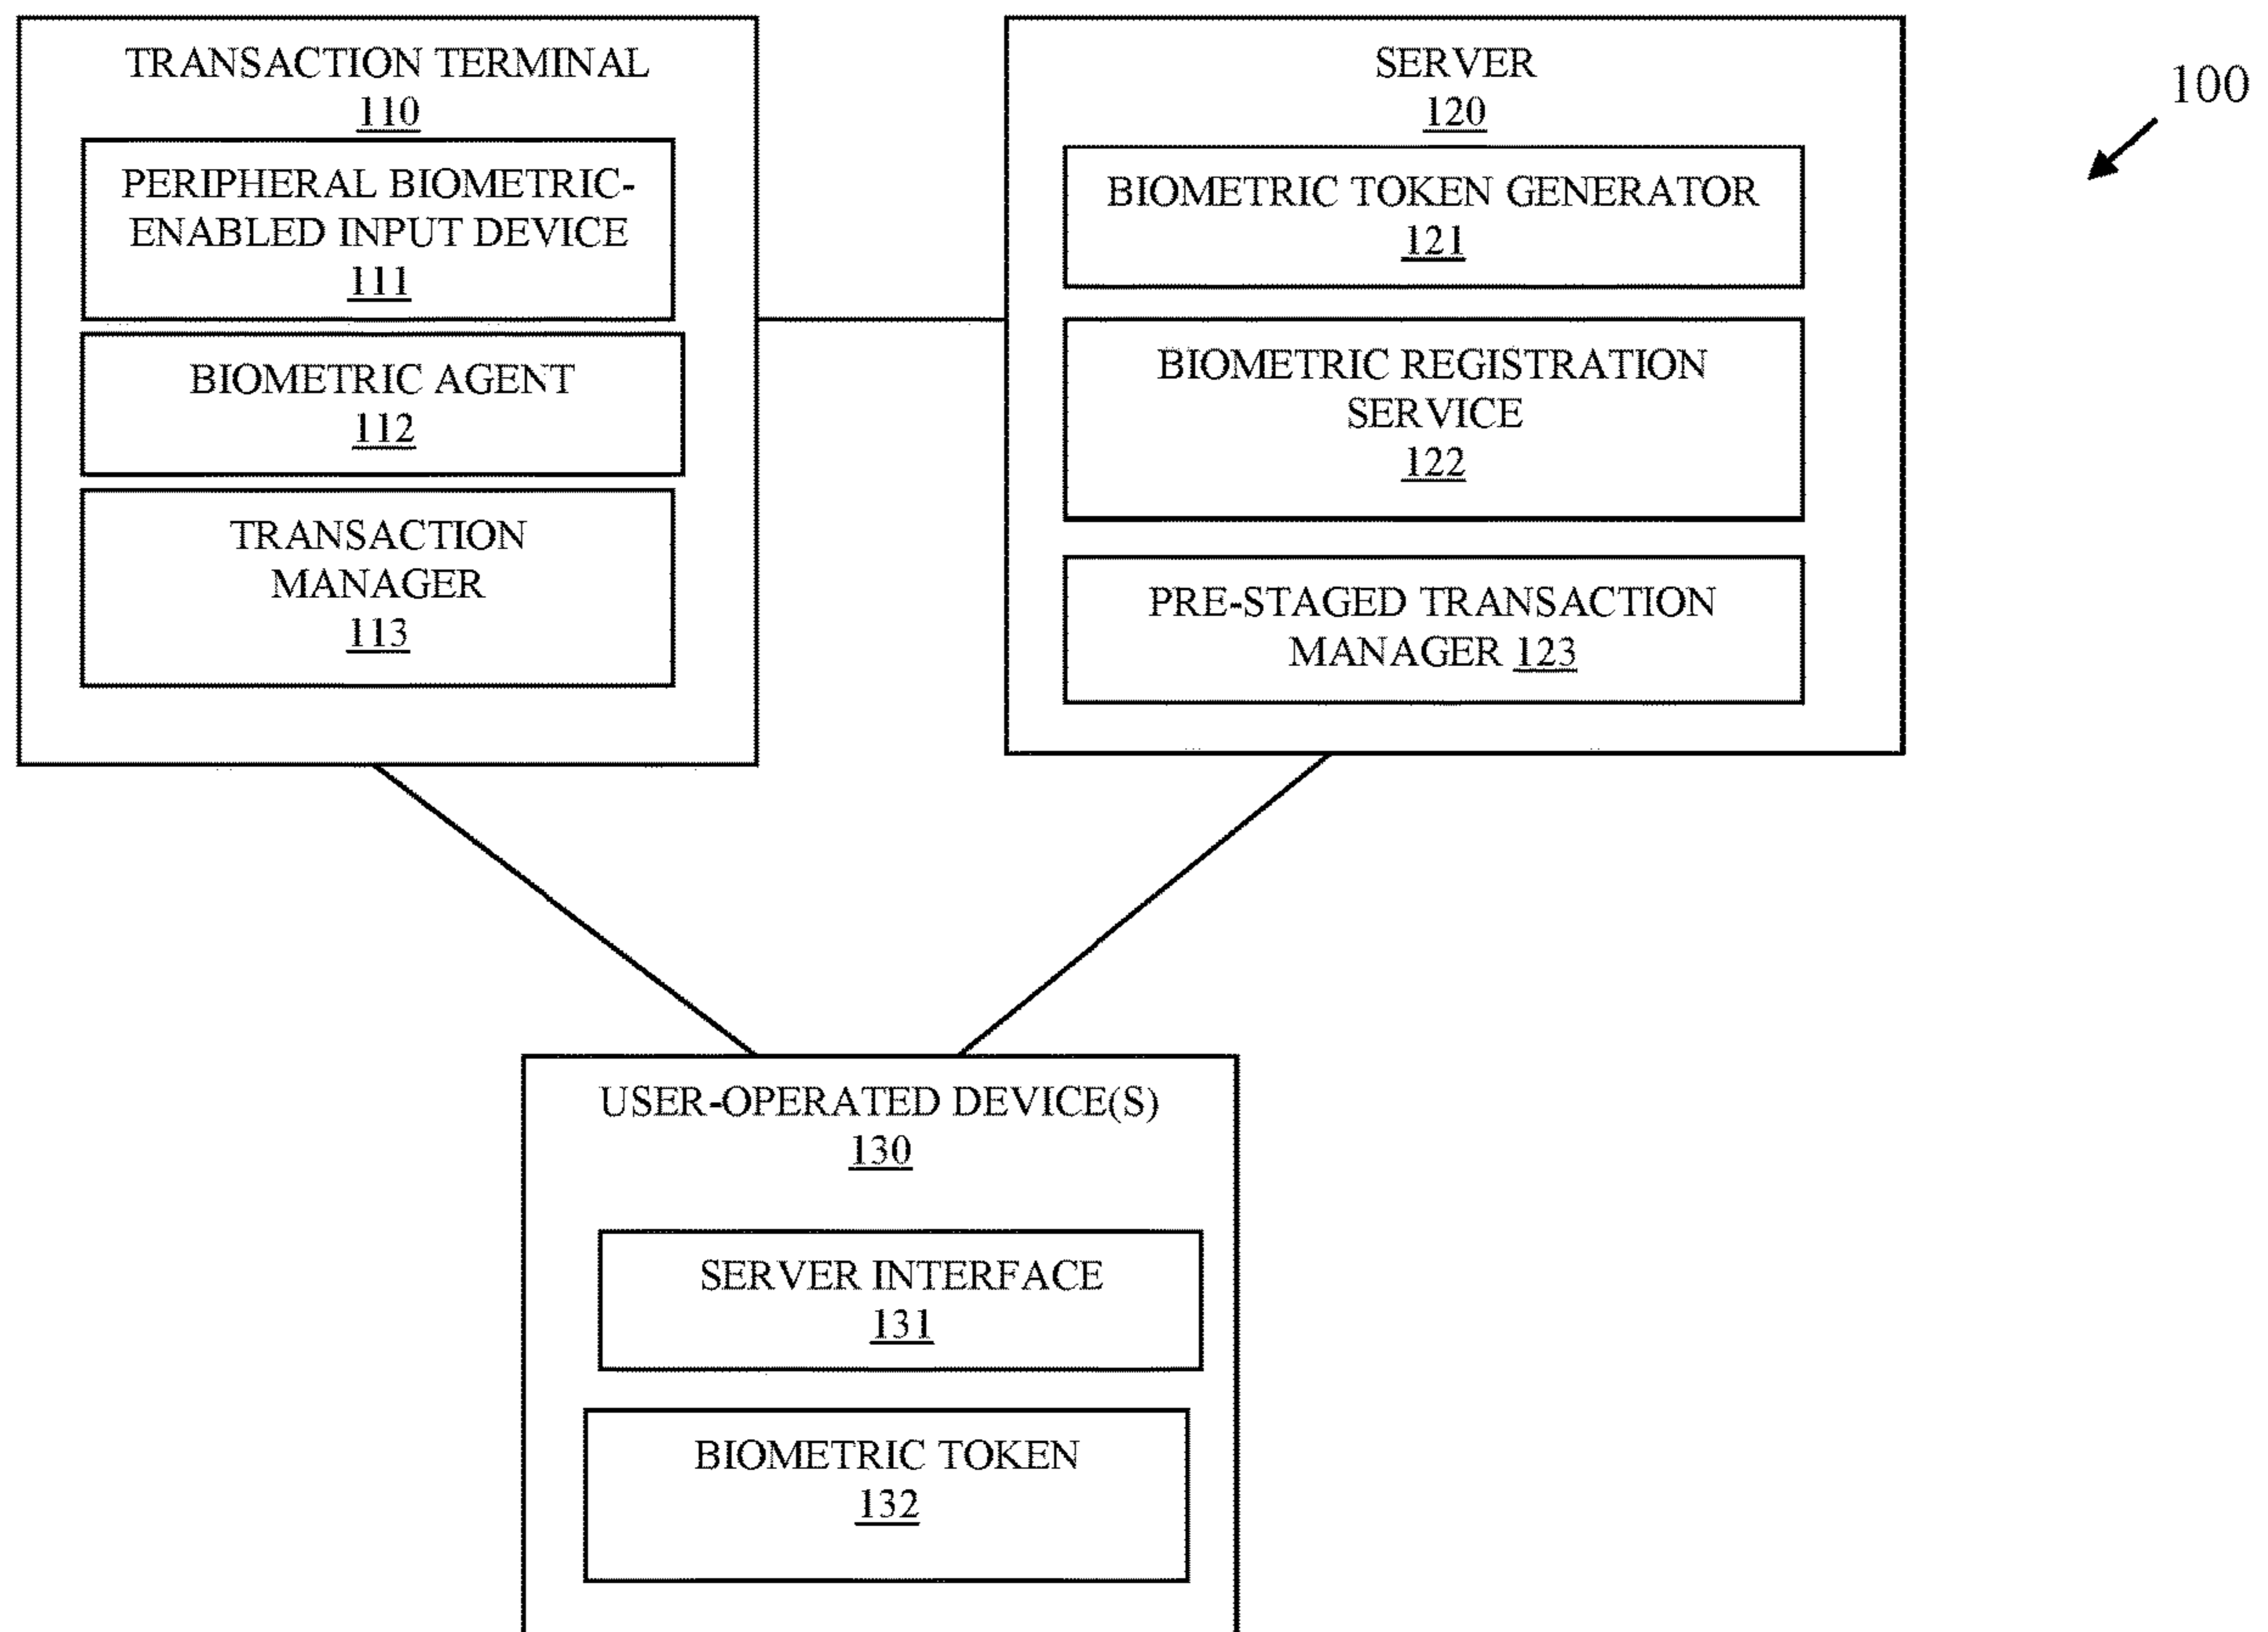 TRANSACTION TERMINAL
110
PERIPHERAL BIOMETRIC-
ENABLED INPUT DEVICE
111
BIOMETRIC AGENT
112
TRANSACTION
MANAGER
113
SERVER
120
BIOMETRIC TOKEN GENERATOR
121
BIOMETRIC REGISTRATION
SERVICE
122
PRE-STAGED TRANSACTION
MANAGER 123
100
USER-OPERATED DEVICE(S)
130
SERVER INTERFACE
131
BIOMETRIC TOKEN
132